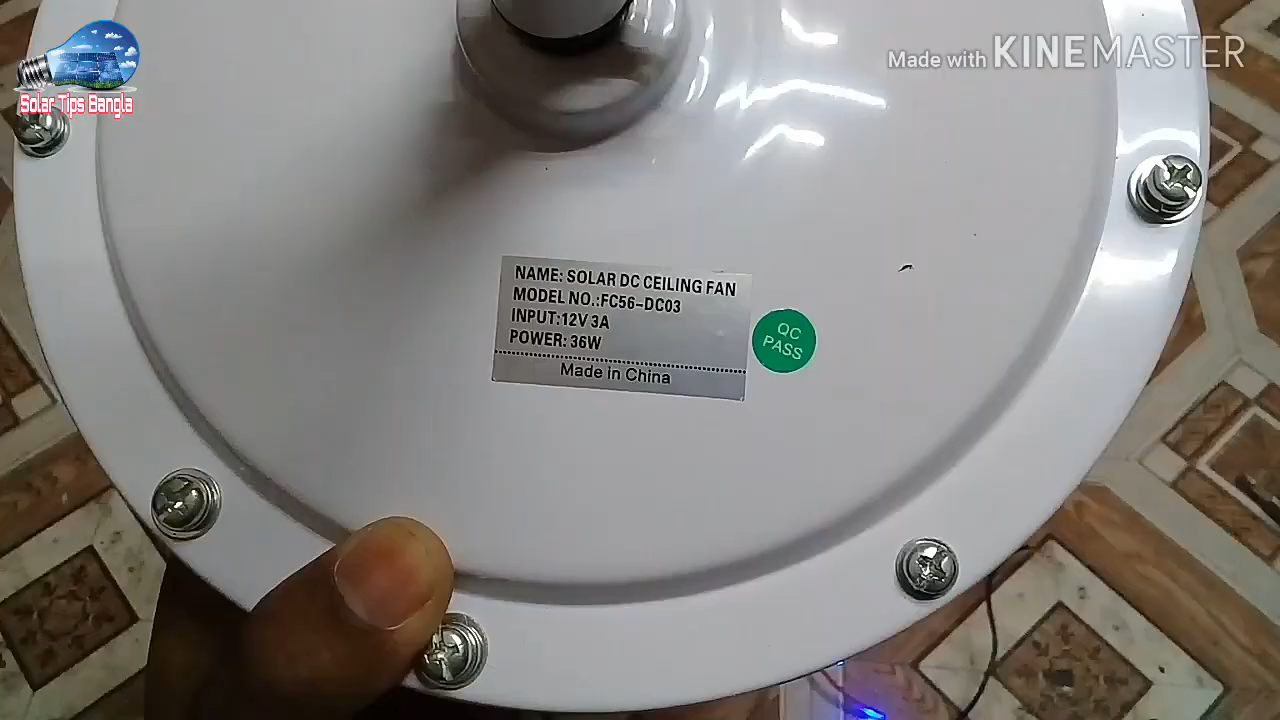 Solar Tips Bangla
Made with KINEMASTER
NAME: SOLAR DC CEILING FAN
MODEL NO.:FC56-DC03
INPUT:12V 3A
POWER: 36W
Made in China
QC
PASS